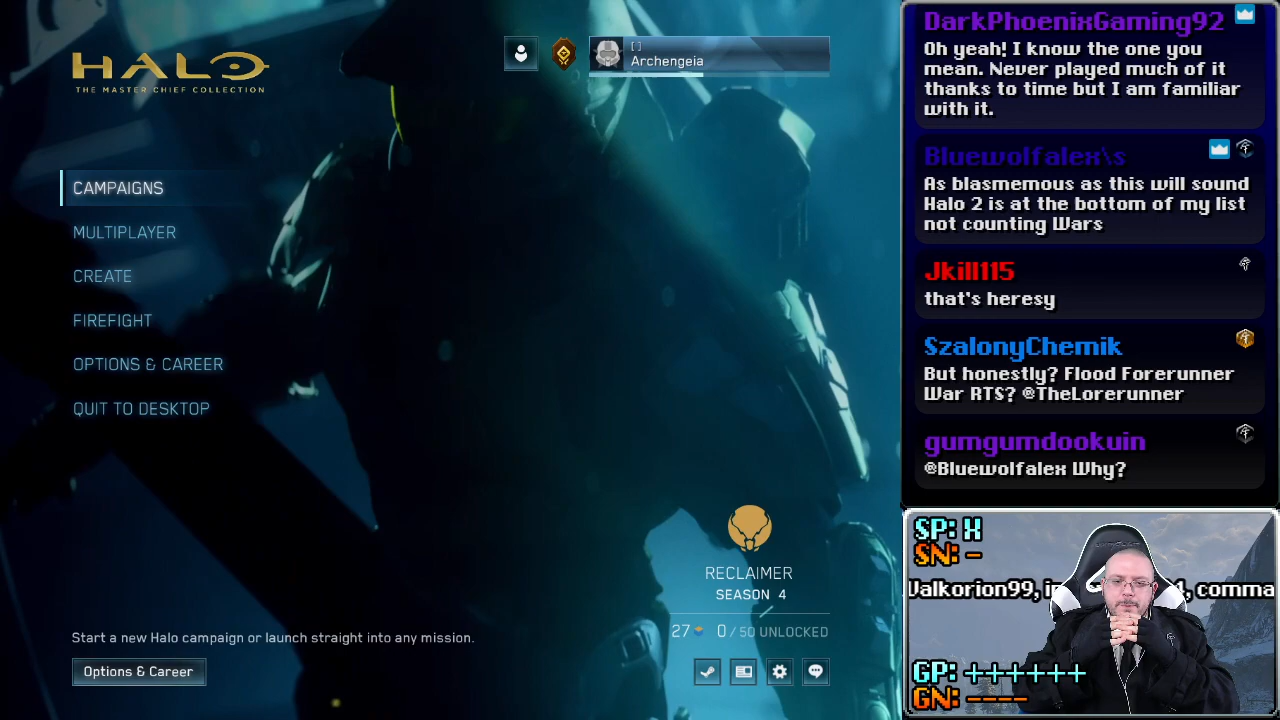 HALO
THE MASTER CHIEF COLLECTION
[ ]
Archengeia
CAMPAIGNS
MULTIPLAYER
CREATE
FIREFIGHT
OPTIONS & CAREER
QUIT TO DESKTOP
RECLAIMER
SEASON 4
27 0 / 50 UNLOCKED
Start a new Halo campaign or launch straight into any mission.
Options & Career
DarkPhoenixGaming92
Oh yeah! I know the one you
mean. Never played much of it
thanks to time but I am familiar
with it.
Bluewolfalex\s
As blasmemous as this will sound
Halo 2 is at the bottom of my list
not counting Wars
Jkill115
that's heresy
SzalonyChemik
But honestly? Flood Forerunner
War RTS? @TheLorerunner
gumgumdookuin
@Bluewolfalex Why?
SP: X
SN: -
Valkorion99, comma
GP: ++++++
GN: ----